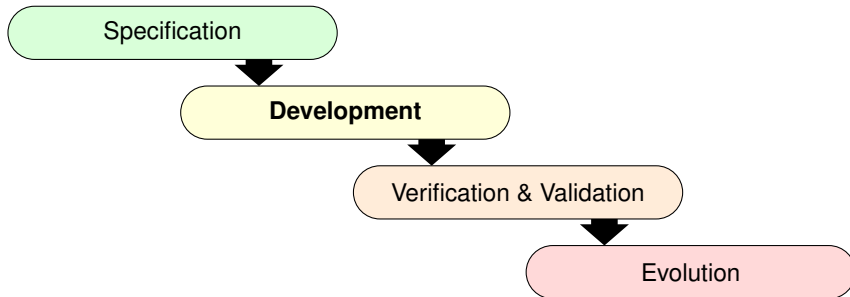 Specification
Development
Verification & Validation
Evolution